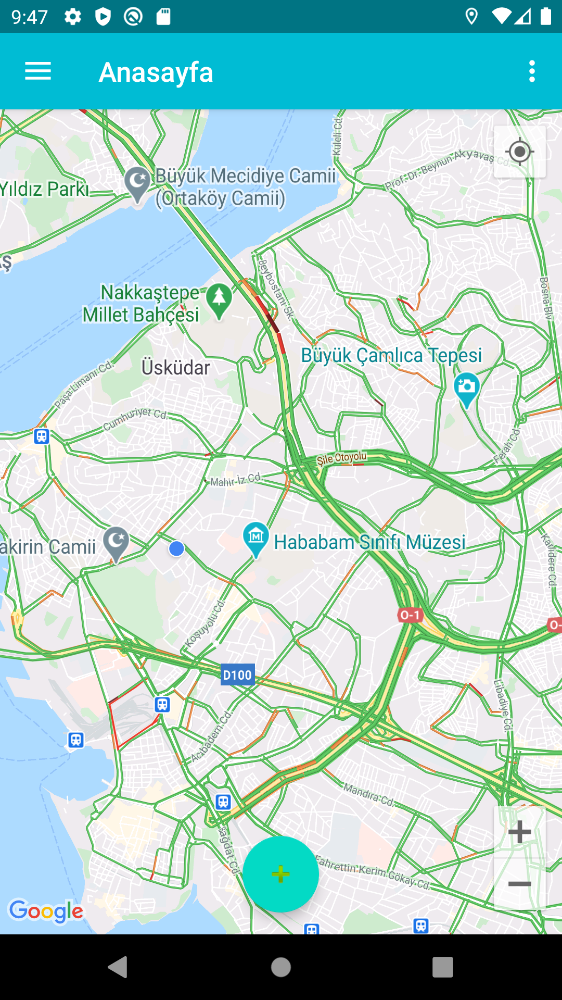 9:47
Anasayfa
Kuleli Cd.
Prof. Dr. Beynun Akyavaş Cd.
Büyük Mecidiye Camii
(Ortaköy Camii)
Yıldız Parkı
AŞ
Beybostanı Sk.
Bosna Blv
Nakkaştepe
Millet Bahçesi
Büyük Çamlıca Tepesi
Üsküdar
Paşa Limanı Cd.
Cumhuriyet Cd.
Ferah Cd.
Şile Otoyolu
Mahir İz Cd.
akirin Camii
Hababam Sınıfı Müzesi
Kavlıdere Cd.
Koşuyolu Cd.
O-1
O-
D100
Libadiye Cd.
Acıbadem Cd.
Mandıra Cd.
Bağdat Cd.
Fahrettin Kerim Gökay Cd.
Google